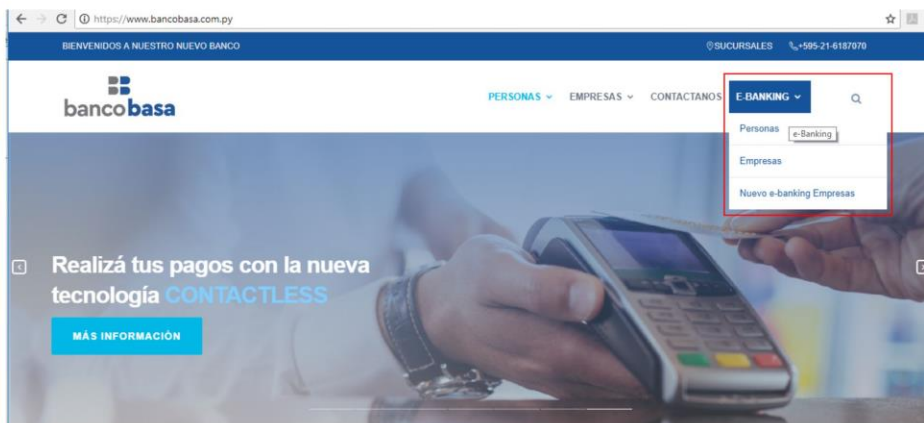 https://www.bancobasa.com.py
BIENVENIDOS A NUESTRO NUEVO BANCO
SUCURSALES +595-21-6187070
bancobasa
PERSONAS EMPRESAS CONTACTANOS E-BANKING
Personas
e-Banking
Empresas
Nuevo e-banking Empresas
Realizá tus pagos con la nueva
tecnología CONTACTLESS
MÁS INFORMACIÓN